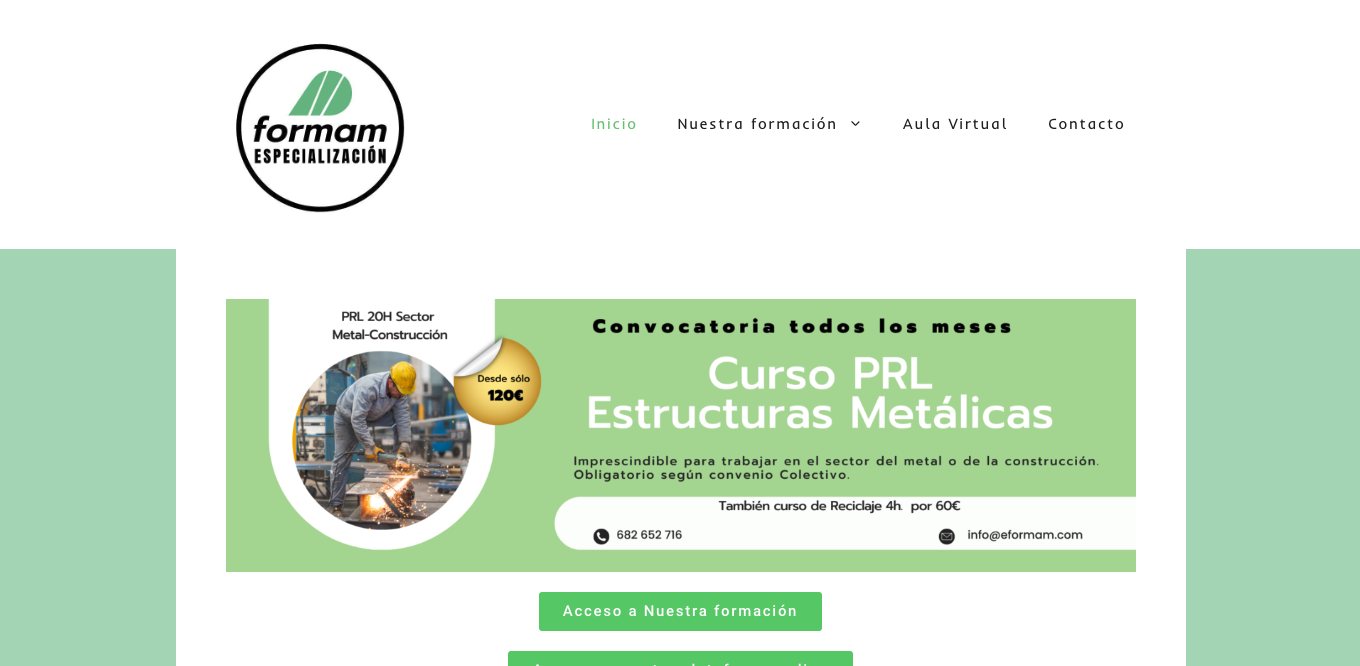 formam
ESPECIALIZACIÓN
Inicio
Nuestra formación
Aula Virtual
Contacto
PRL 20H Sector
Metal-Construcción
Desde sólo
120€
Convocatoria todos los meses
Curso PRL
Estructuras Metálicas
Imprescindible para trabajar en el sector del metal o de la construcción.
Obligatorio según convenio Colectivo.
También curso de Reciclaje 4h. por 60€
682 652 716
info@eformam.com
Acceso a Nuestra formación